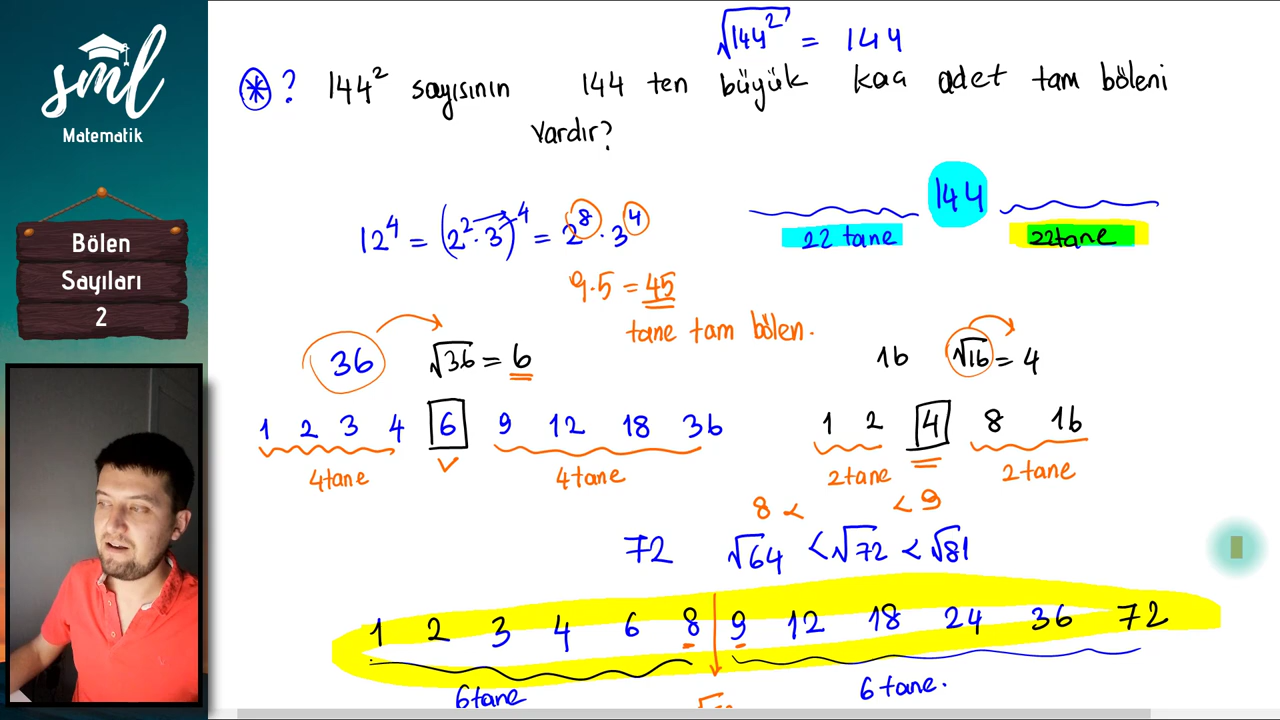 sml
Matematik
Bölen
Sayıları
2
√144² = 144
* ? 144² sayısının 144 ten büyük kaa adet tam böleni
vardır?
144
22 tane 22tane
12⁴ = (2² · 3)⁴ = 2⁸ · 3⁴
9.5 = 45
tane tam bölen.
36 √36 = 6
16 √16 = 4
1 2 3 4 6 9 12 18 36
4tane 4tane
1 2 4 8 16
2tane 2tane
8 < < 9
72 √64 < √72 < √81
1 2 3 4 6 8 9 12 18 24 36 72
6tane 6tane.